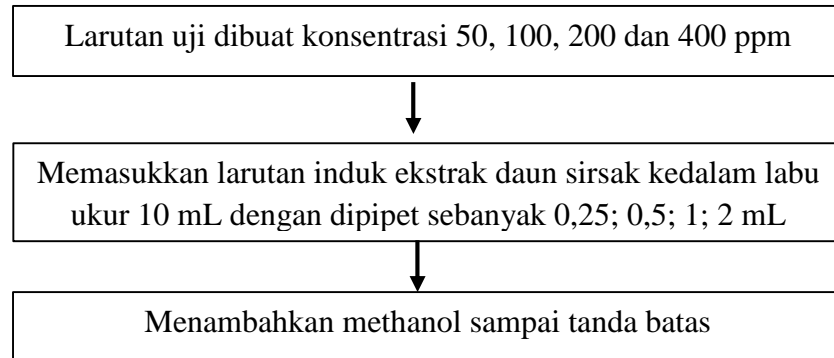 Larutan uji dibuat konsentrasi 50, 100, 200 dan 400 ppm
Memasukkan larutan induk ekstrak daun sirsak kedalam labu
ukur 10 mL dengan dipipet sebanyak 0,25; 0,5; 1; 2 mL
Menambahkan methanol sampai tanda batas